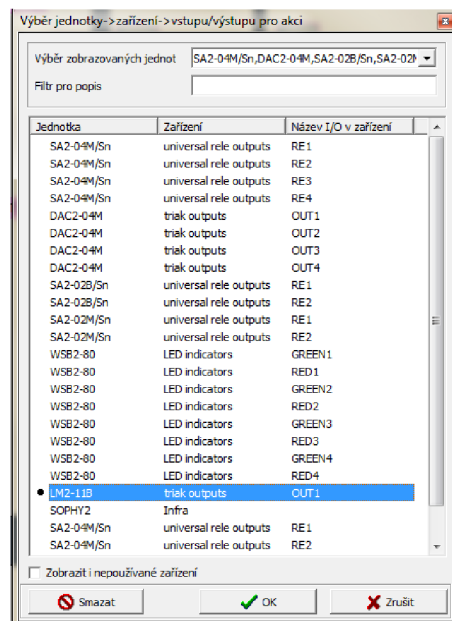 Výběr jednotky->zařízení->vstupu/výstupu pro akci
Výběr zobrazovaných jednot SA2-04M/Sn,DAC2-04M,SA2-02B/Sn,SA2-02M
Filtr pro popis
Jednotka Zařízení Název I/O v zařízení
SA2-04M/Sn universal rele outputs RE1
SA2-04M/Sn universal rele outputs RE2
SA2-04M/Sn universal rele outputs RE3
SA2-04M/Sn universal rele outputs RE4
DAC2-04M triak outputs OUT1
DAC2-04M triak outputs OUT2
DAC2-04M triak outputs OUT3
DAC2-04M triak outputs OUT4
SA2-02B/Sn universal rele outputs RE1
SA2-02B/Sn universal rele outputs RE2
SA2-02M/Sn universal rele outputs RE1
SA2-02M/Sn universal rele outputs RE2
WSB2-80 LED indicators GREEN1
WSB2-80 LED indicators RED1
WSB2-80 LED indicators GREEN2
WSB2-80 LED indicators RED2
WSB2-80 LED indicators GREEN3
WSB2-80 LED indicators RED3
WSB2-80 LED indicators GREEN4
WSB2-80 LED indicators RED4
LM2-11B triak outputs OUT1
SOPHY2 Infra
SA2-04M/Sn universal rele outputs RE1
SA2-04M/Sn universal rele outputs RE2
Zobrazit i nepoužívané zařízení
Smazat OK Zrušit